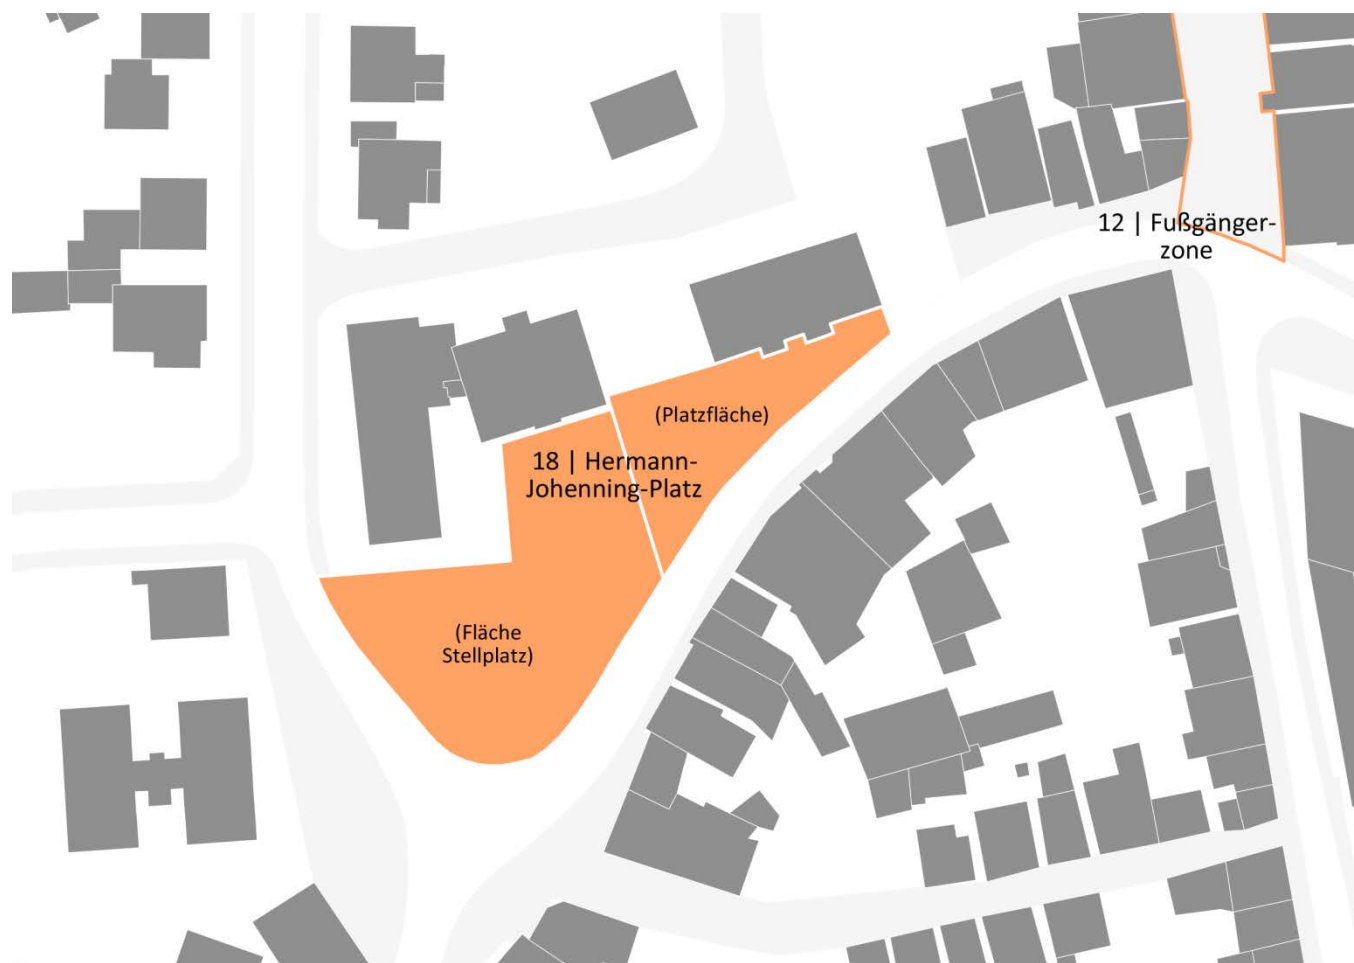 12 | Fußgänger-
zone
(Platzfläche)
18 | Hermann-
Johenning-Platz
(Fläche
Stellplatz)